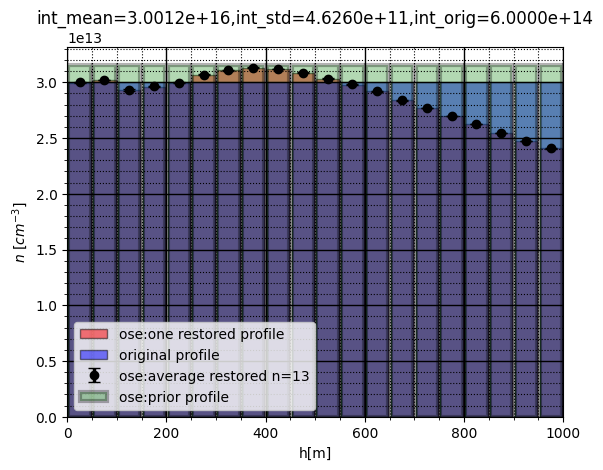 int_mean=3.0012e+16,int_std=4.6260e+11,int_orig=6.0000e+14
1e13
3.0
2.5
2.0
1.5
1.0
0.5
0.0
n [cm⁻³]
ose:one restored profile
original profile
ose:average restored n=13
ose:prior profile
0 200 400 600 800 1000
h[m]